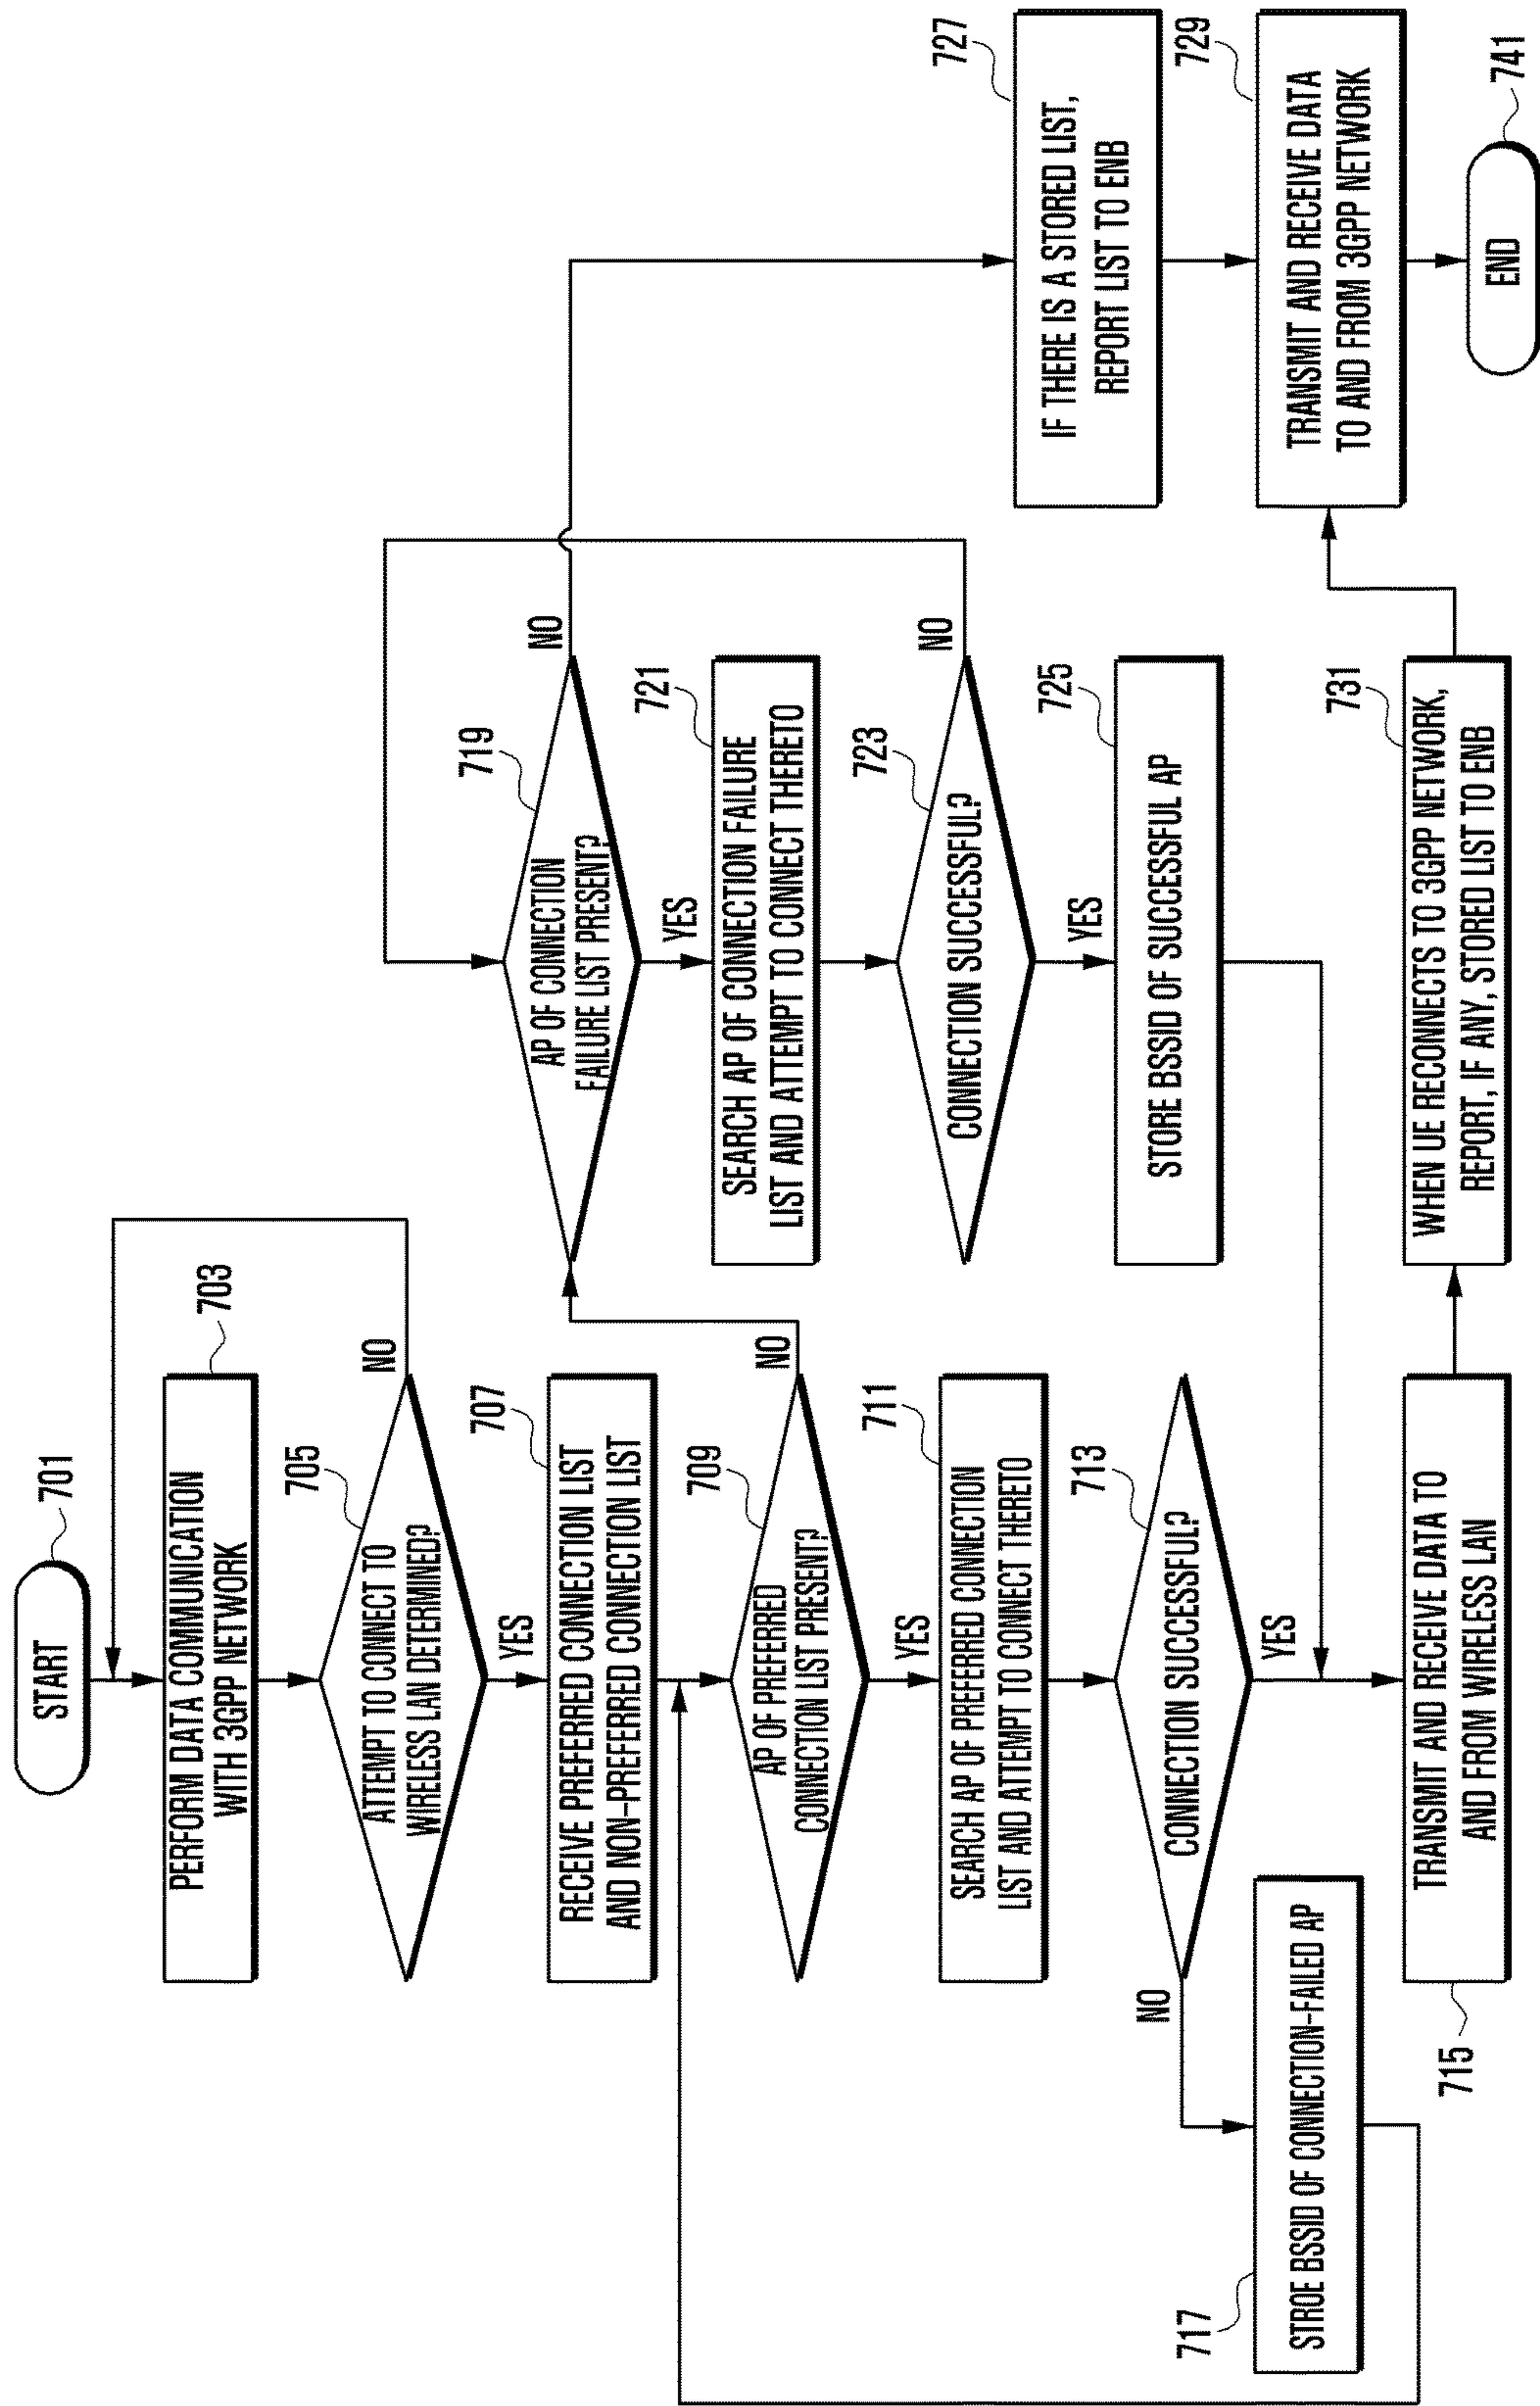 START
701
PERFORM DATA COMMUNICATION
WITH 3GPP NETWORK
703
ATTEMPT TO CONNECT TO
WIRELESS LAN DETERMINED?
705
NO
YES
RECEIVE PREFERRED CONNECTION LIST
AND NON-PREFERRED CONNECTION LIST
707
AP OF PREFERRED
CONNECTION LIST PRESENT?
709
NO
YES
SEARCH AP OF PREFERRED CONNECTION
LIST AND ATTEMPT TO CONNECT THERETO
711
CONNECTION SUCCESSFUL?
713
NO
YES
STROE BSSID OF CONNECTION-FAILED AP
717
TRANSMIT AND RECEIVE DATA TO
AND FROM WIRELESS LAN
715
AP OF CONNECTION
FAILURE LIST PRESENT?
719
NO
YES
SEARCH AP OF CONNECTION FAILURE
LIST AND ATTEMPT TO CONNECT THERETO
721
CONNECTION SUCCESSFUL?
723
NO
YES
STORE BSSID OF SUCCESSFUL AP
725
WHEN UE RECONNECTS TO 3GPP NETWORK,
REPORT, IF ANY, STORED LIST TO ENB
731
IF THERE IS A STORED LIST,
REPORT LIST TO ENB
727
TRANSMIT AND RECEIVE DATA
TO AND FROM 3GPP NETWORK
729
END
741